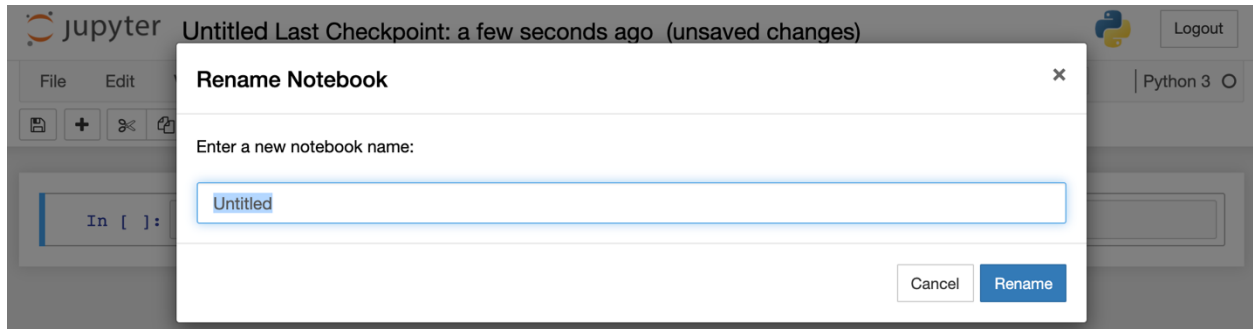 jupyter Untitled Last Checkpoint: a few seconds ago (unsaved changes) Logout
Rename Notebook ×
File Edit Python 3
Enter a new notebook name:
Untitled
In [ ]:
Cancel Rename